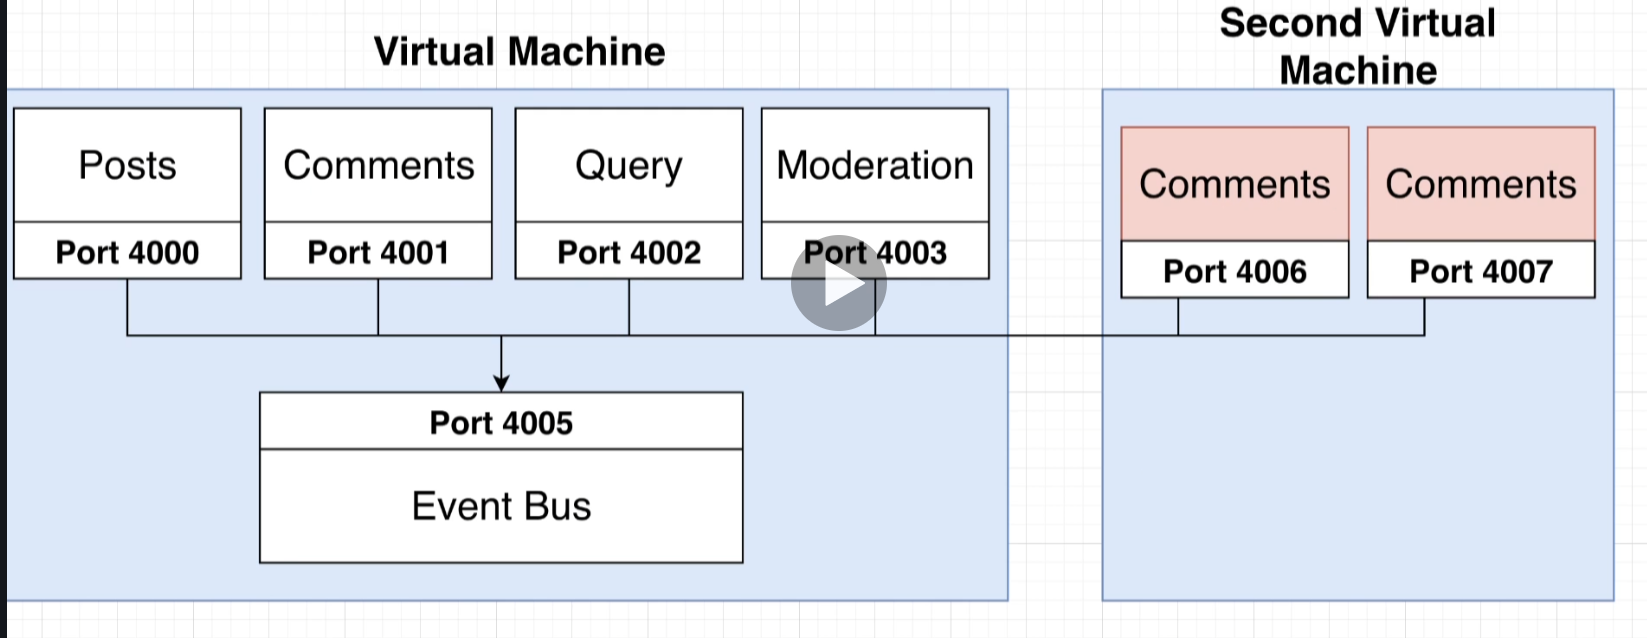 Virtual Machine
Second Virtual
Machine
Posts
Port 4000
Comments
Port 4001
Query
Port 4002
Moderation
Port 4003
Comments
Port 4006
Comments
Port 4007
Port 4005
Event Bus